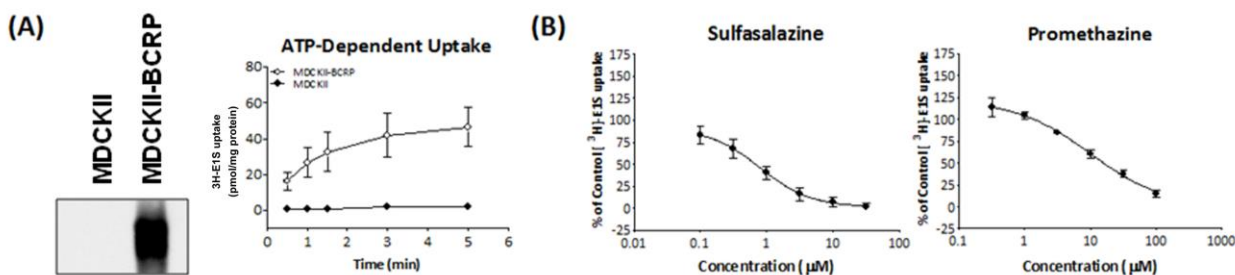 (A)
MDCKII
MDCKII-BCRP
ATP-Dependent Uptake
MDCKII-BCRP
MDCKII
3H-E1S uptake
(pmol/mg protein)
80
60
40
20
0
0 1 2 3 4 5 6
Time (min)
(B)
Sulfasalazine
% of Control [³H]-E1S uptake
175
150
125
100
75
50
25
0
-25
0.01 0.1 1 10 100
Concentration (μM)
Promethazine
% of Control [³H]-E1S uptake
175
150
125
100
75
50
25
0
-25
0.1 1 10 100 1000
Concentration (μM)